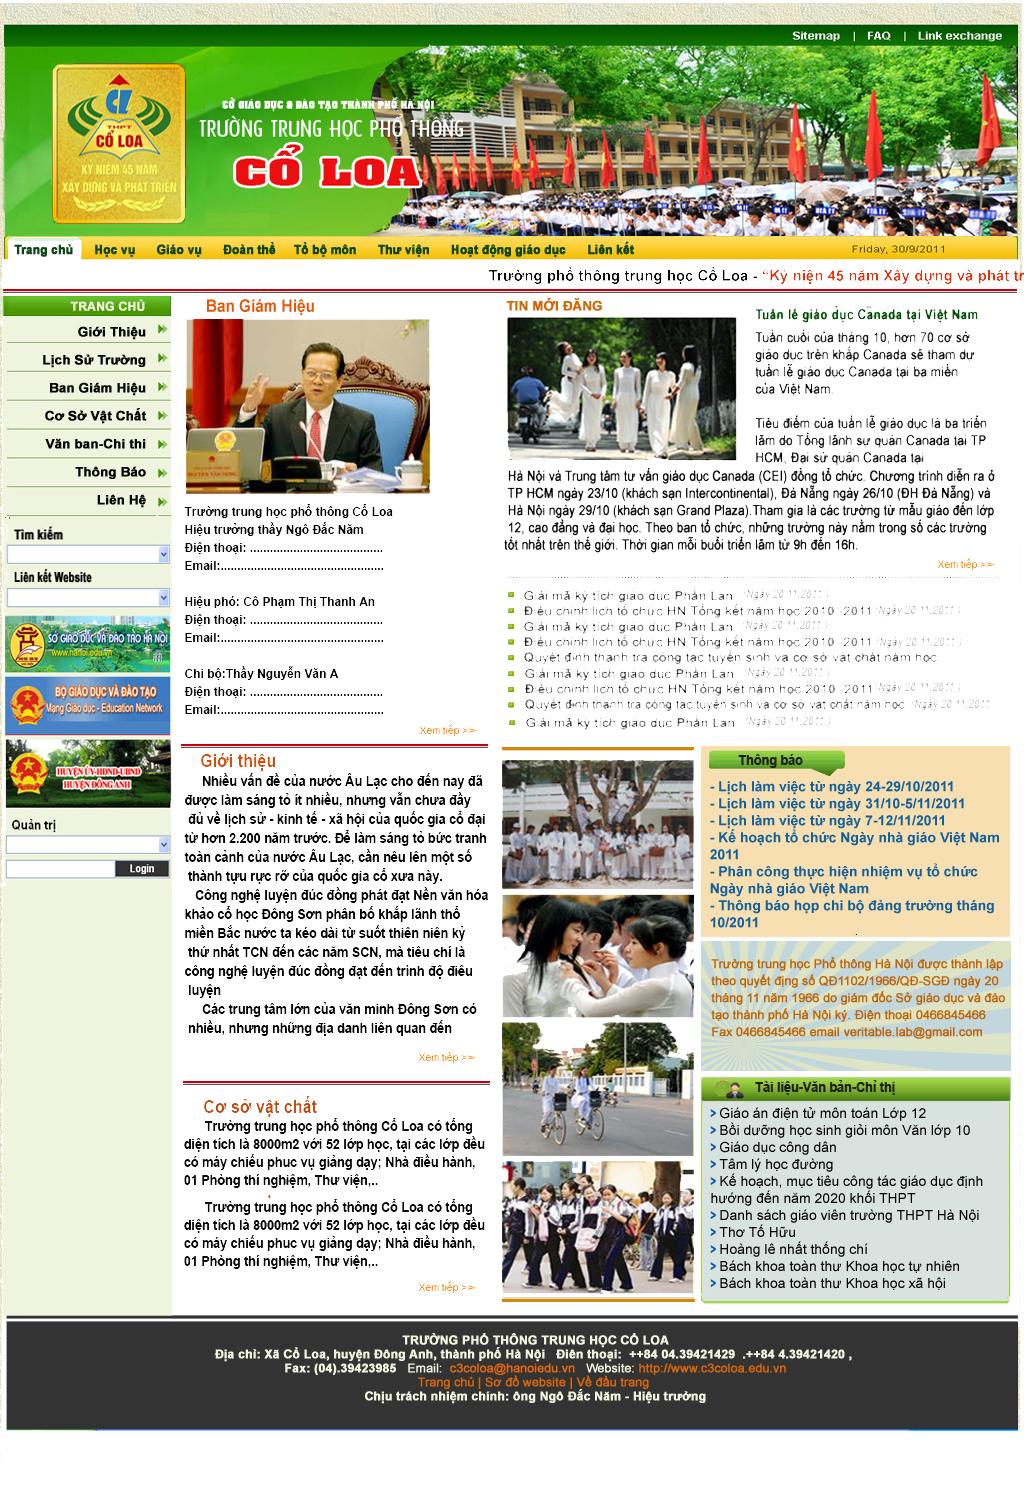 Sitemap | FAQ | Link exchange
THPT
CỔ LOA
KỶ NIỆM 45 NĂM
XÂY DỰNG VÀ PHÁT TRIỂN
SỞ GIÁO DỤC & ĐÀO TẠO THÀNH PHỐ HÀ NỘI
TRƯỜNG TRUNG HỌC PHỔ THÔNG
CỔ LOA
Trang chủ Học vụ Giáo vụ Đoàn thể Tổ bộ môn Thư viện Hoạt động giáo dục Liên kết Friday, 30/9/2011
Trường phổ thông trung học Cổ Loa - “Kỷ niện 45 năm Xây dựng và phát tr
TRANG CHỦ
Giới Thiệu
Lịch Sử Trường
Ban Giám Hiệu
Cơ Sở Vật Chất
Văn ban-Chi thi
Thông Báo
Liên Hệ
Tìm kiếm
Liên kết Website
SỞ GIÁO DỤC VÀ ĐÀO TẠO HÀ NỘI
www.hanoi.edu.vn
BỘ GIÁO DỤC VÀ ĐÀO TẠO
Mạng Giáo dục - Education Network
HUYỆN ỦY-HĐND-UBND
HUYỆN ĐÔNG ANH
Quản trị
Login
Ban Giám Hiệu
Trường trung học phổ thông Cổ Loa
Hiệu trưởng thầy Ngô Đắc Năm
Điện thoại: ........................................
Email:.................................................
Hiệu phó: Cô Phạm Thị Thanh An
Điện thoại: ........................................
Email:.................................................
Chi bộ:Thầy Nguyễn Văn A
Điện thoại: ........................................
Email:.................................................
Xem tiếp >>
Giới thiệu
Nhiều vấn đề của nước Âu Lạc cho đến nay đã
được làm sáng tỏ ít nhiều, nhưng vẫn chưa đầy
đủ về lịch sử - kinh tế - xã hội của quốc gia cổ đại
từ hơn 2.200 năm trước. Để làm sáng tỏ bức tranh
toàn cảnh của nước Âu Lạc, cần nêu lên một số
thành tựu rực rỡ của quốc gia cổ xưa này.
Công nghệ luyện đúc đồng phát đạt Nền văn hóa
khảo cổ học Đông Sơn phân bố khắp lãnh thổ
miền Bắc nước ta kéo dài từ suốt thiên niên kỷ
thứ nhất TCN đến các năm SCN, mà tiêu chí là
công nghệ luyện đúc đồng đạt đến trình độ điêu
luyện
Các trung tâm lớn của văn minh Đông Sơn có
nhiều, nhưng những địa danh liên quan đến
Xem tiếp >>
Cơ sở vật chất
Trường trung học phổ thông Cổ Loa có tổng
diện tích là 8000m2 với 52 lớp học, tại các lớp đều
có máy chiếu phuc vụ giảng dạy; Nhà điều hành,
01 Phòng thí nghiệm, Thư viện,..
Trường trung học phổ thông Cổ Loa có tổng
diện tích là 8000m2 với 52 lớp học, tại các lớp đều
có máy chiếu phuc vụ giảng dạy; Nhà điều hành,
01 Phòng thí nghiệm, Thư viện,..
Xem tiếp >>
TIN MỚI ĐĂNG
Tuần lễ giáo dục Canada tại Việt Nam
Tuần cuối của tháng 10, hơn 70 cơ sở
giáo dục trên khắp Canada sẽ tham dự
tuần lễ giáo dục Canada tại ba miền
của Việt Nam.
Tiêu điểm của tuần lễ giáo dục là ba triển
lãm do Tổng lãnh sự quán Canada tại TP
HCM, Đại sứ quán Canada tại
Hà Nội và Trung tâm tư vấn giáo dục Canada (CEI) đồng tổ chức. Chương trình diễn ra ở
TP HCM ngày 23/10 (khách sạn Intercontinental), Đà Nẵng ngày 26/10 (ĐH Đà Nẵng) và
Hà Nội ngày 29/10 (khách sạn Grand Plaza).Tham gia là các trường từ mẫu giáo đến lớp
12, cao đẳng và đại học. Theo ban tổ chức, những trường này nằm trong số các trường
tốt nhất trên thế giới. Thời gian mỗi buổi triển lãm từ 9h đến 16h.
Xem tiếp >>
Giải mã kỳ tích giáo dục Phần Lan (Ngày 20.11.2011)
Điều chỉnh lịch tổ chức HN Tổng kết năm học 2010 -2011 (Ngày 20.11.2011)
Giải mã kỳ tích giáo dục Phần Lan (Ngày 20.11.2011)
Điều chỉnh lịch tổ chức HN Tổng kết năm học 2010 -2011 (Ngày 20.11.2011)
Quyết định thanh tra công tác tuyển sinh và cơ sở vật chất năm học
Giải mã kỳ tích giáo dục Phần Lan (Ngày 20.11.2011)
Điều chỉnh lịch tổ chức HN Tổng kết năm học 2010 -2011 (Ngày 20.11.2011)
Quyết định thanh tra công tác tuyển sinh và cơ sở vật chất năm học (Ngày 20.11.2011
Giải mã kỳ tích giáo dục Phần Lan (Ngày 20.11.2011)
Thông báo
- Lịch làm việc từ ngày 24-29/10/2011
- Lịch làm việc từ ngày 31/10-5/11/2011
- Lịch làm việc từ ngày 7-12/11/2011
- Kế hoạch tổ chức Ngày nhà giáo Việt Nam
2011
- Phân công thực hiện nhiệm vụ tổ chức
Ngày nhà giáo Việt Nam
- Thông báo họp chi bộ đảng trường tháng
10/2011
Trường trung học Phổ thông Hà Nội được thành lập
theo quyết định số QĐ1102/1966/QĐ-SGĐ ngày 20
tháng 11 năm 1966 do giám đốc Sở giáo dục và đào
tạo thành phố Hà Nội ký. Điện thoại 0466845466
Fax 0466845466 email veritable.lab@gmail.com
Tài liệu-Văn bản-Chỉ thị
Giáo án điện tử môn toán Lớp 12
Bồi dưỡng học sinh giỏi môn Văn lớp 10
Giáo dục công dân
Tâm lý học đường
Kế hoạch, mục tiêu công tác giáo dục định
hướng đến năm 2020 khối THPT
Danh sách giáo viên trường THPT Hà Nội
Thơ Tố Hữu
Hoàng lê nhất thống chí
Bách khoa toàn thư Khoa học tự nhiên
Bách khoa toàn thư Khoa học xã hội
TRƯỜNG PHỔ THÔNG TRUNG HỌC CỔ LOA
Địa chỉ: Xã Cổ Loa, huyện Đông Anh, thành phố Hà Nội Điên thoại: ++84 04.39421429 .++84 4.39421420 ,
Fax: (04).39423985 Email: c3coloa@hanoiedu.vn Website: http://www.c3coloa.edu.vn
Trang chủ | Sơ đồ website | Về đầu trang
Chịu trách nhiệm chính: ông Ngô Đắc Năm - Hiệu trưởng